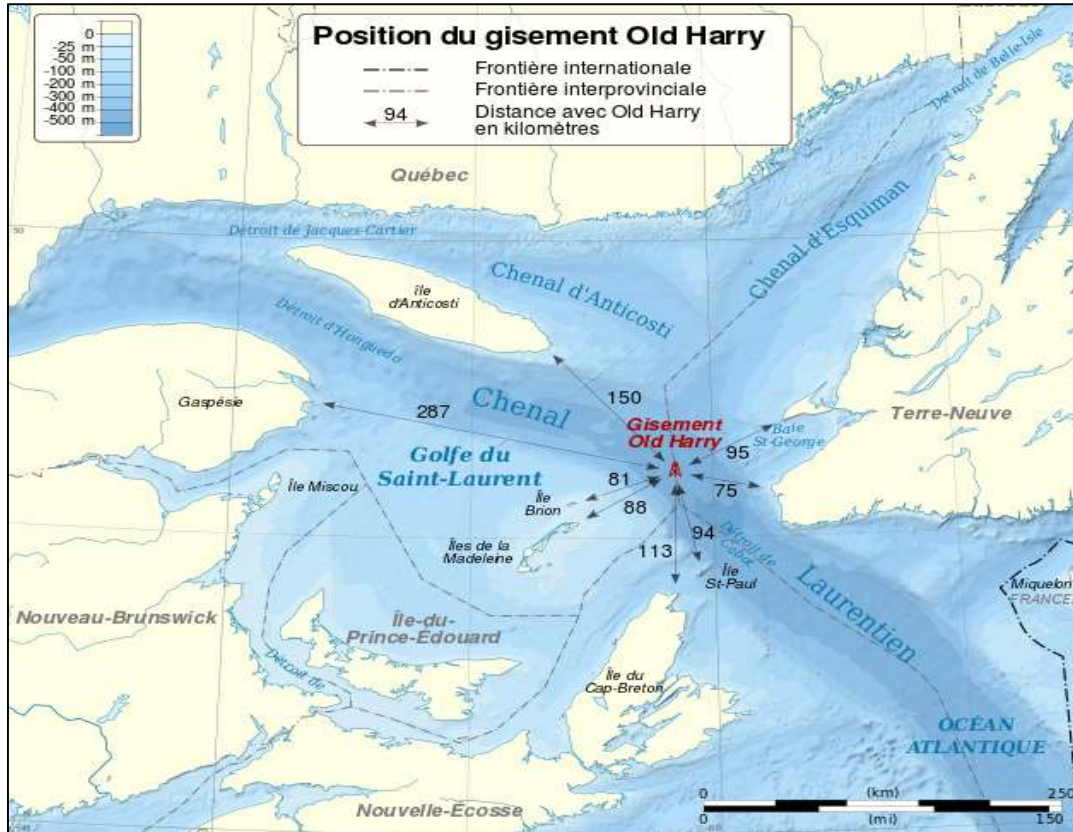 0
-25 m
-50 m
-100 m
-200 m
-300 m
-400 m
-500 m
Position du gisement Old Harry
Frontière internationale
Frontière interprovinciale
94
Distance avec Old Harry
en kilomètres
Détroit de Belle-Isle
Québec
50
Détroit de Jacques-Cartier
Chenal d'Esquiman
Chenal d'Anticosti
île
d'Anticosti
Détroit d'Honguedo
150
Gaspésie
287
Chenal
Gisement
Old Harry
Baie
St-George
Terre-Neuve
95
Golfe du
Saint-Laurent
Île Miscou
81
75
Île
Brion
88
94
Détroit de
Cabot
Îles de la
Madeleine
113
Île
St-Paul
Laurentien
Miquelon
FRANCE
Nouveau-Brunswick
Île-du-
Prince-Édouard
Détroit de
Île du
Cap-Breton
OCÉAN
ATLANTIQUE
Nouvelle-Écosse
0
(km)
250
0
(mi)
150